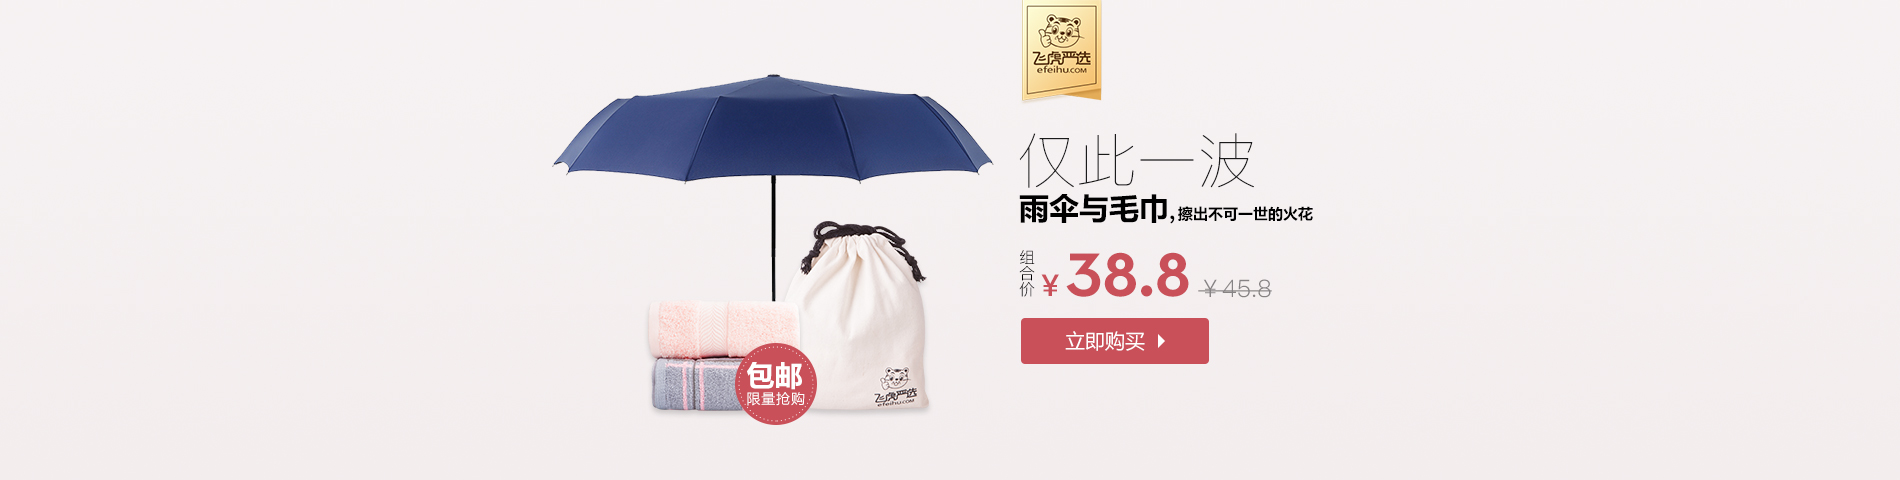 飞虎严选
efeihu.COM
仅此一波
雨伞与毛巾，擦出不可一世的火花
组合价 ¥38.8 ¥45.8
立即购买
包邮
限量抢购
飞虎严选
efeihu.COM